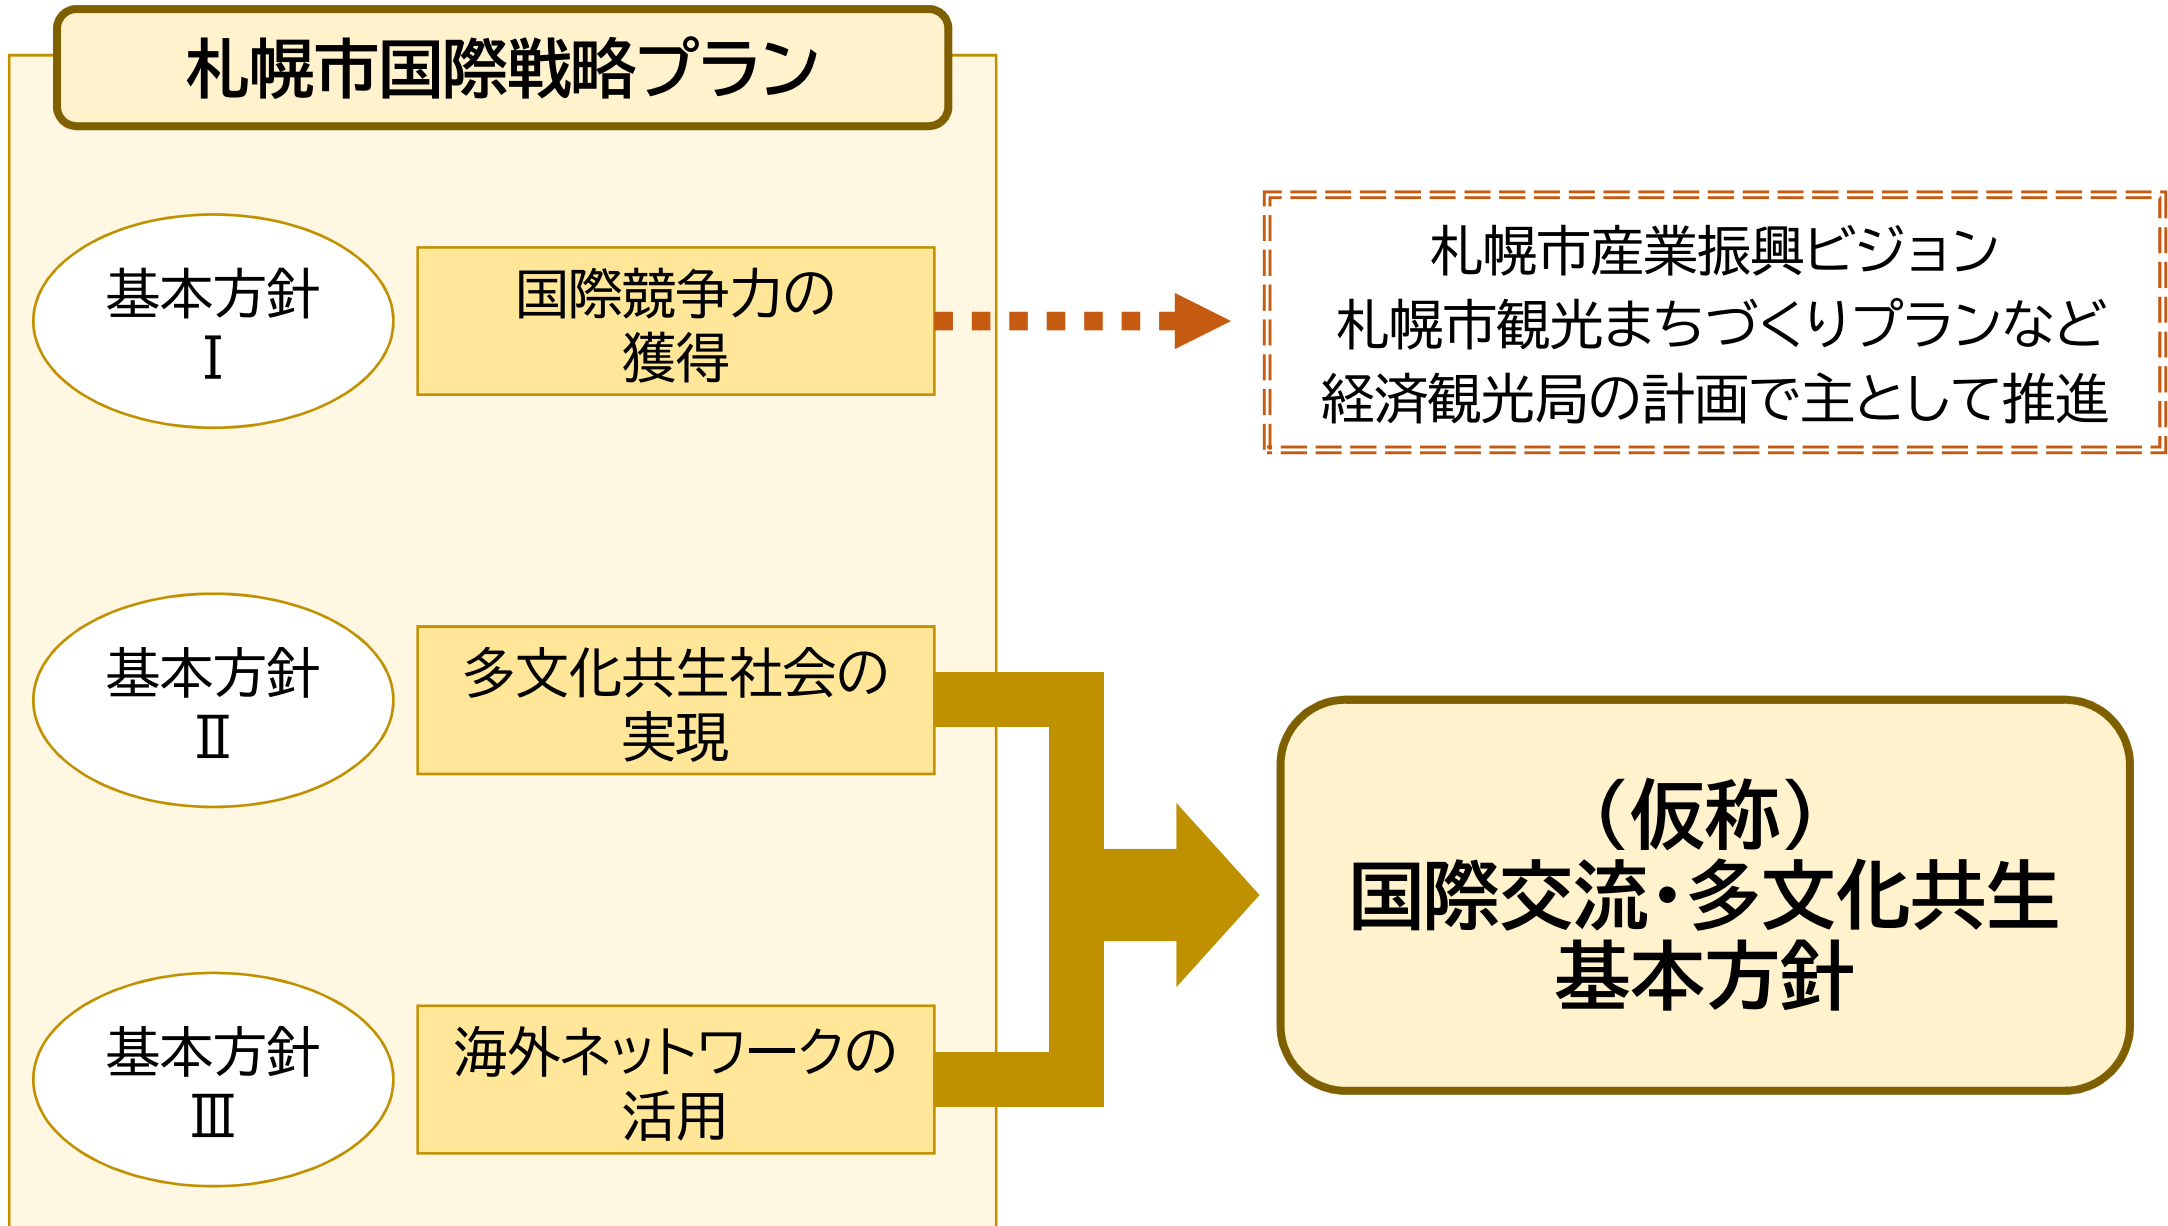 札幌市国際戦略プラン
基本方針
Ⅰ
国際競争力の
獲得
札幌市産業振興ビジョン
札幌市観光まちづくりプランなど
経済観光局の計画で主として推進
基本方針
Ⅱ
多文化共生社会の
実現
基本方針
Ⅲ
海外ネットワークの
活用
（仮称）
国際交流・多文化共生
基本方針